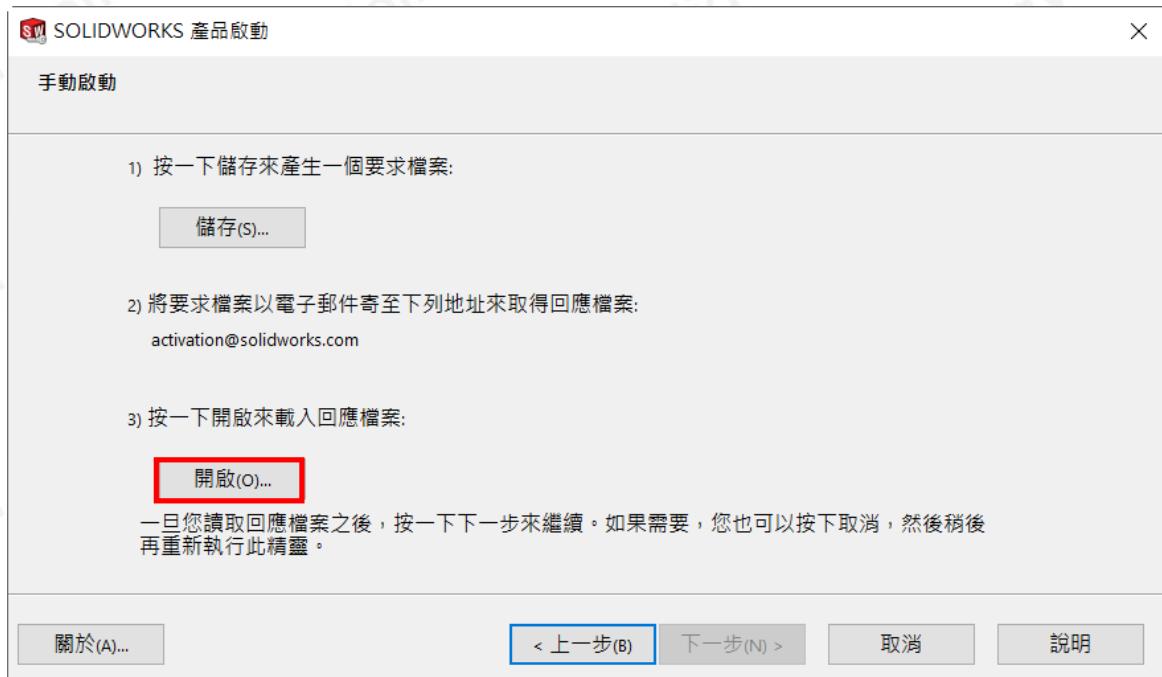 SOLIDWORKS 產品啟動
手動啟動
1) 按一下儲存來產生一個要求檔案:
儲存(S)...
2) 將要求檔案以電子郵件寄至下列地址來取得回應檔案:
activation@solidworks.com
3) 按一下開啟來載入回應檔案:
開啟(O)...
一旦您讀取回應檔案之後，按一下下一步來繼續。如果需要，您也可以按下取消，然後稍後
再重新執行此精靈。
關於(A)...
< 上一步(B)
下一步(N) >
取消
說明